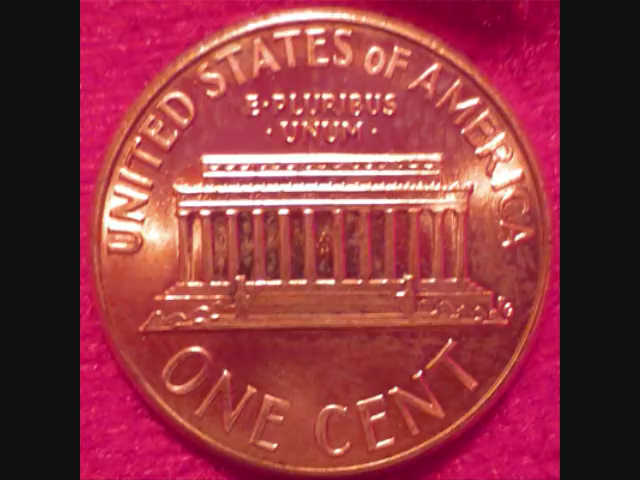 UNITED STATES oF AMERICA
E·PLURIBUS
·UNUM·
ONE CENT